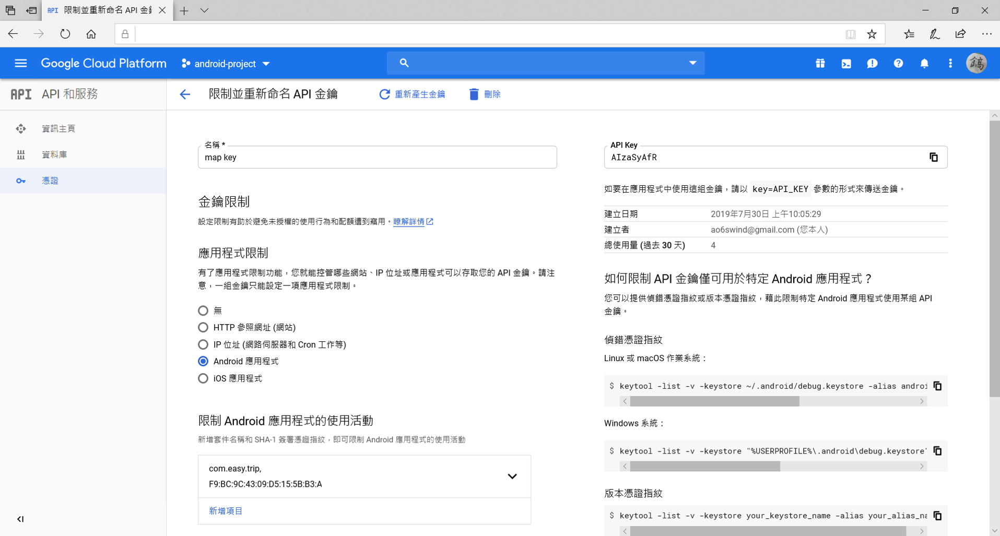 API 限制並重新命名 API 金
Google Cloud Platform
android-project
鎬
API API 和服務
限制並重新命名 API 金鑰
重新產生金鑰
刪除
資訊主頁
資料庫
憑證
名稱 *
map key
金鑰限制
設定限制有助於避免未授權的使用行為和配額遭到竊用。瞭解詳情
應用程式限制
有了應用程式限制功能，您就能控管哪些網站、IP 位址或應用程式可以存取您的 API 金鑰。請注
意，一組金鑰只能設定一項應用程式限制。
無
HTTP 參照網址 (網站)
IP 位址 (網路伺服器和 Cron 工作等)
Android 應用程式
iOS 應用程式
限制 Android 應用程式的使用活動
新增套件名稱和 SHA-1 簽署憑證指紋，即可限制 Android 應用程式的使用活動
com.easy.trip,
F9:BC:9C:43:09:D5:15:5B:B3:A
新增項目
API Key
AIzaSyAfR
如要在應用程式中使用這組金鑰，請以 key=API_KEY 參數的形式來傳送金鑰。
建立日期 2019年7月30日 上午10:05:29
建立者 ao6swind@gmail.com (您本人)
總使用量 (過去 30 天) 4
如何限制 API 金鑰僅可用於特定 Android 應用程式？
您可以提供偵錯憑證指紋或版本憑證指紋，藉此限制特定 Android 應用程式使用某組 API
金鑰。
偵錯憑證指紋
Linux 或 macOS 作業系統：
$ keytool -list -v -keystore ~/.android/debug.keystore -alias androi
Windows 系統：
$ keytool -list -v -keystore "%USERPROFILE%\.android\debug.keystore"
版本憑證指紋
$ keytool -list -v -keystore your_keystore_name -alias your_alias_na